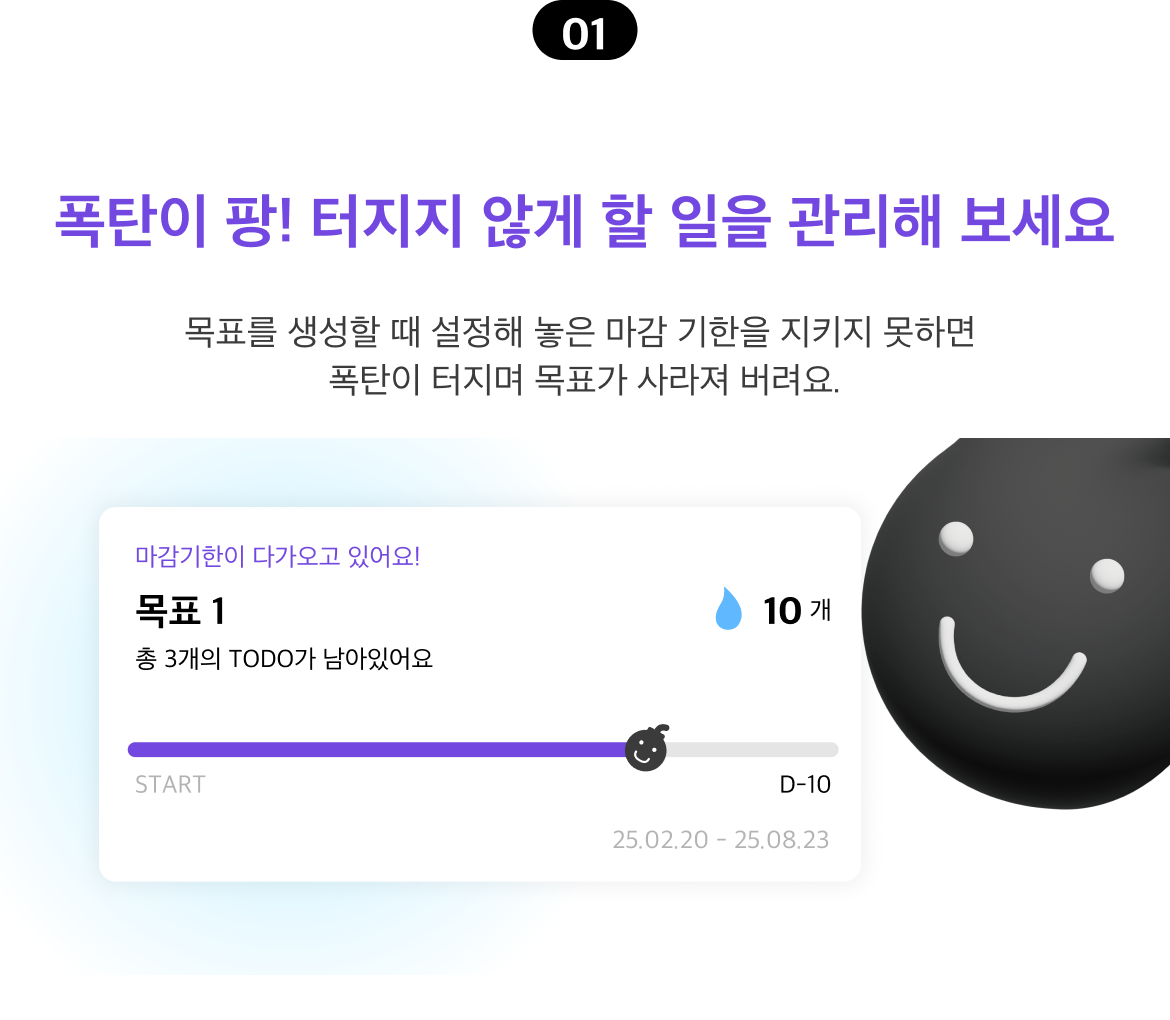 01
폭탄이 팡! 터지지 않게 할 일을 관리해 보세요
목표를 생성할 때 설정해 놓은 마감 기한을 지키지 못하면
폭탄이 터지며 목표가 사라져 버려요.
마감기한이 다가오고 있어요!
목표 1
10 개
총 3개의 TODO가 남아있어요
START
D-10
25.02.20 - 25.08.23